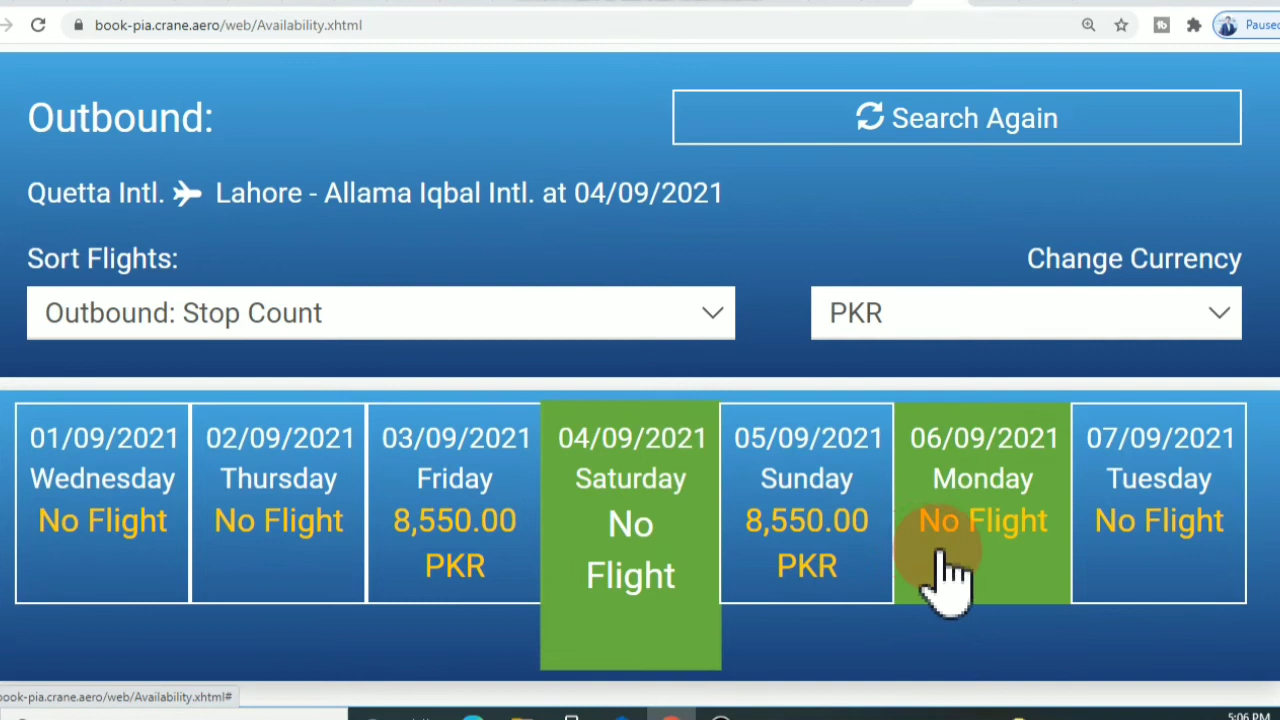 book-pia.crane.aero/web/Availability.xhtml
Paused
Outbound:
Search Again
Quetta Intl. Lahore - Allama Iqbal Intl. at 04/09/2021
Sort Flights:
Change Currency
Outbound: Stop Count
PKR
01/09/2021
Wednesday
No Flight
02/09/2021
Thursday
No Flight
03/09/2021
Friday
8,550.00
PKR
04/09/2021
Saturday
No
Flight
05/09/2021
Sunday
8,550.00
PKR
06/09/2021
Monday
No Flight
07/09/2021
Tuesday
No Flight
book-pia.crane.aero/web/Availability.xhtml#
5:06 PM